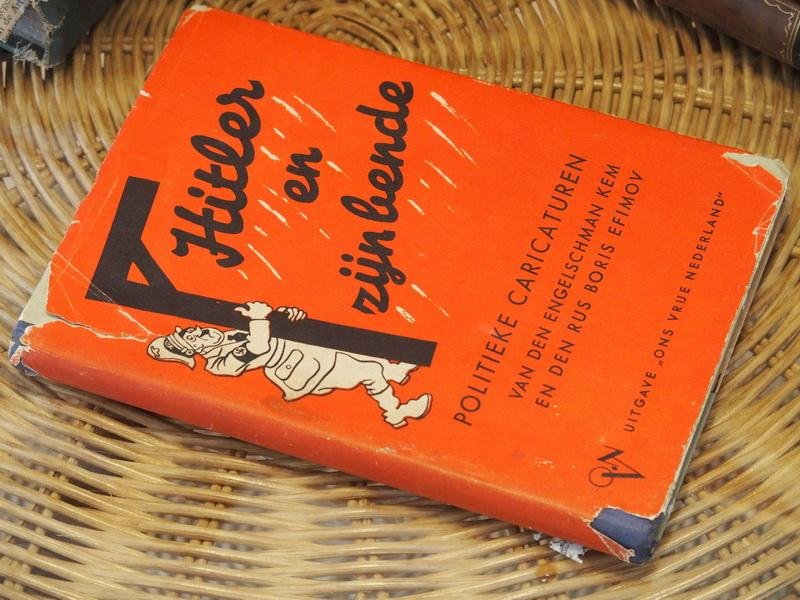 Hitler
en
zijn bende
POLITIEKE CARICATUREN
VAN DEN ENGELSCHMAN KEM
EN DEN RUS BORIS EFIMOV
UITGAVE „ONS VRIJE NEDERLAND”